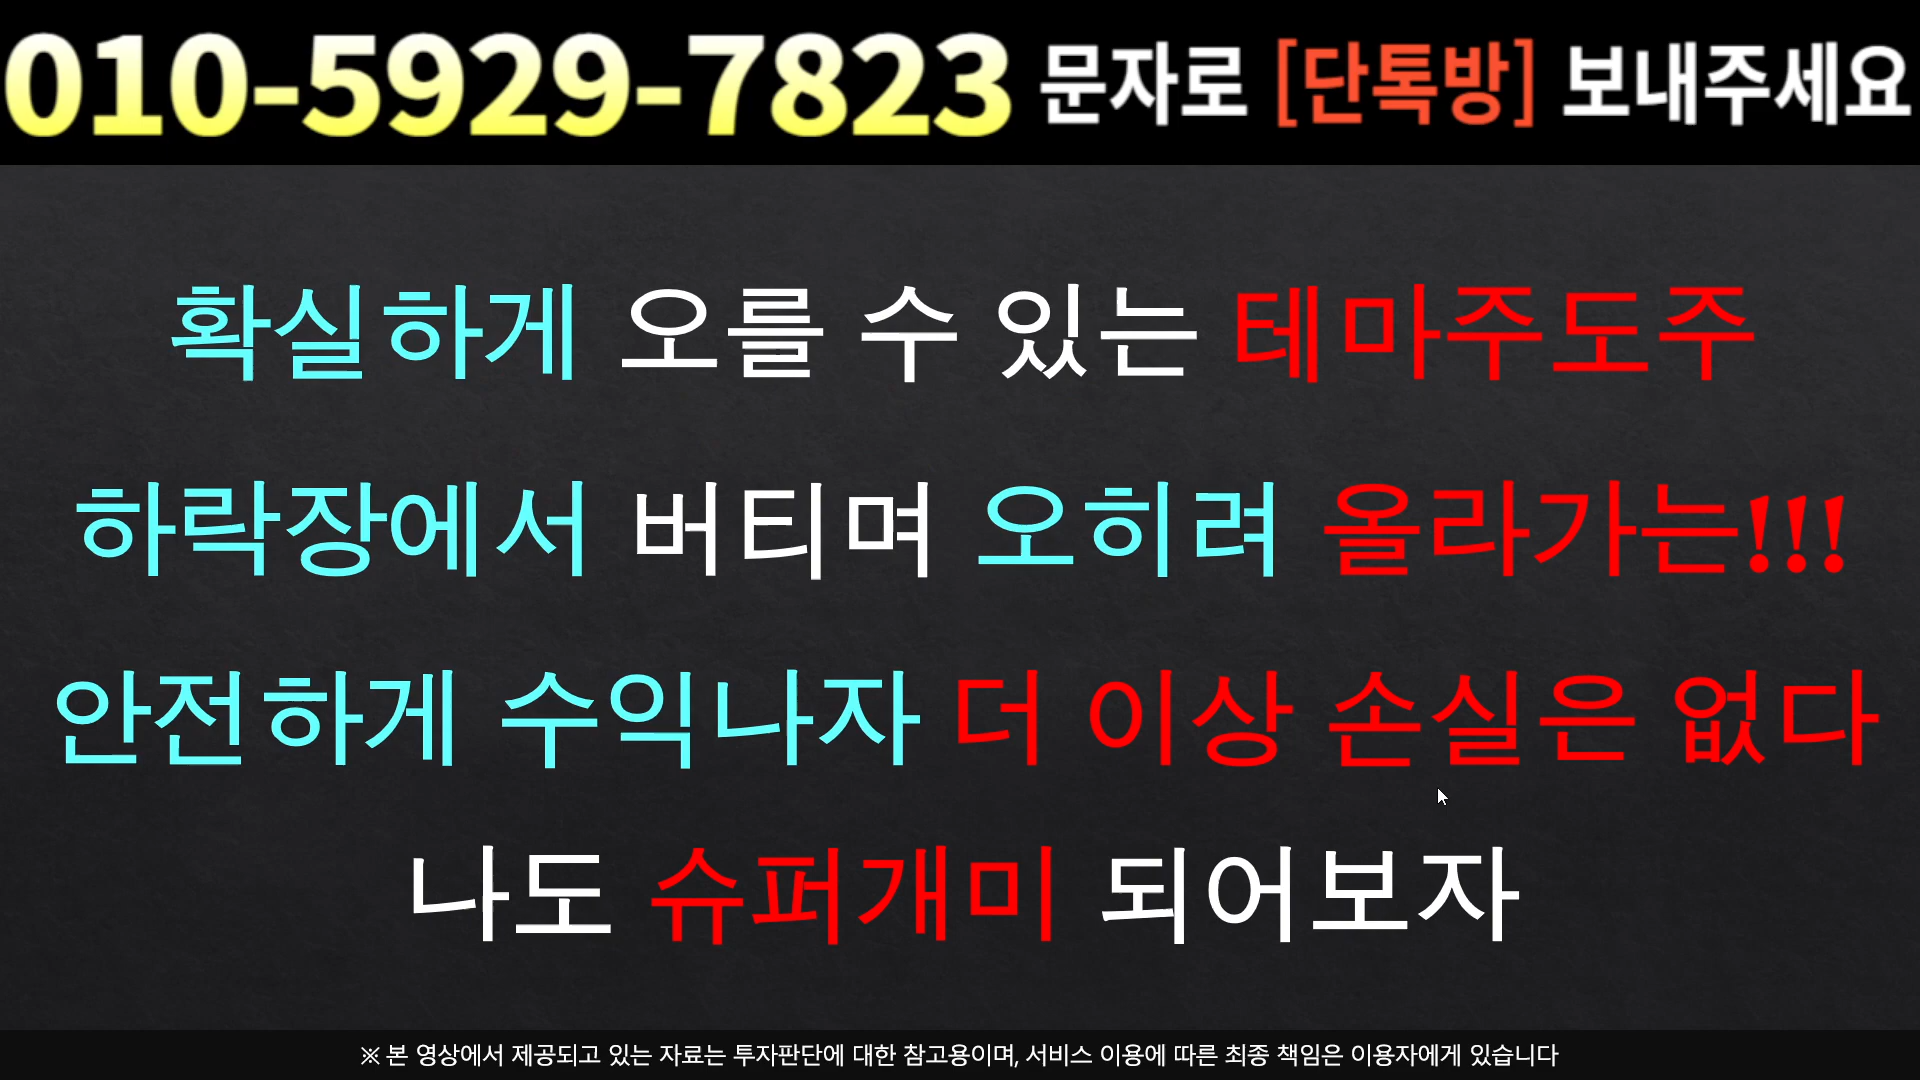 010-5929-7823 문자로 [단톡방] 보내주세요
확실하게 오를 수 있는 테마주도주
하락장에서 버티며 오히려 올라가는!!!
안전하게 수익나자 더 이상 손실은 없다
나도 슈퍼개미 되어보자
※ 본 영상에서 제공되고 있는 자료는 투자판단에 대한 참고용이며, 서비스 이용에 따른 최종 책임은 이용자에게 있습니다